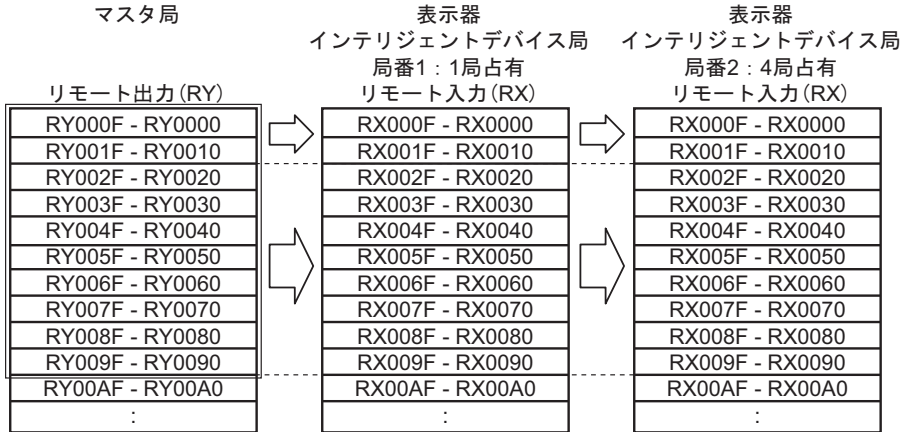 マスタ局 表示器 表示器
インテリジェントデバイス局 インテリジェントデバイス局
局番1：1局占有 局番2：4局占有
リモート出力(RY) リモート入力(RX) リモート入力(RX)
RY000F - RY0000 RX000F - RX0000 RX000F - RX0000
RY001F - RY0010 RX001F - RX0010 RX001F - RX0010
RY002F - RY0020 RX002F - RX0020 RX002F - RX0020
RY003F - RY0030 RX003F - RX0030 RX003F - RX0030
RY004F - RY0040 RX004F - RX0040 RX004F - RX0040
RY005F - RY0050 RX005F - RX0050 RX005F - RX0050
RY006F - RY0060 RX006F - RX0060 RX006F - RX0060
RY007F - RY0070 RX007F - RX0070 RX007F - RX0070
RY008F - RY0080 RX008F - RX0080 RX008F - RX0080
RY009F - RY0090 RX009F - RX0090 RX009F - RX0090
RY00AF - RY00A0 RX00AF - RX00A0 RX00AF - RX00A0
: : :